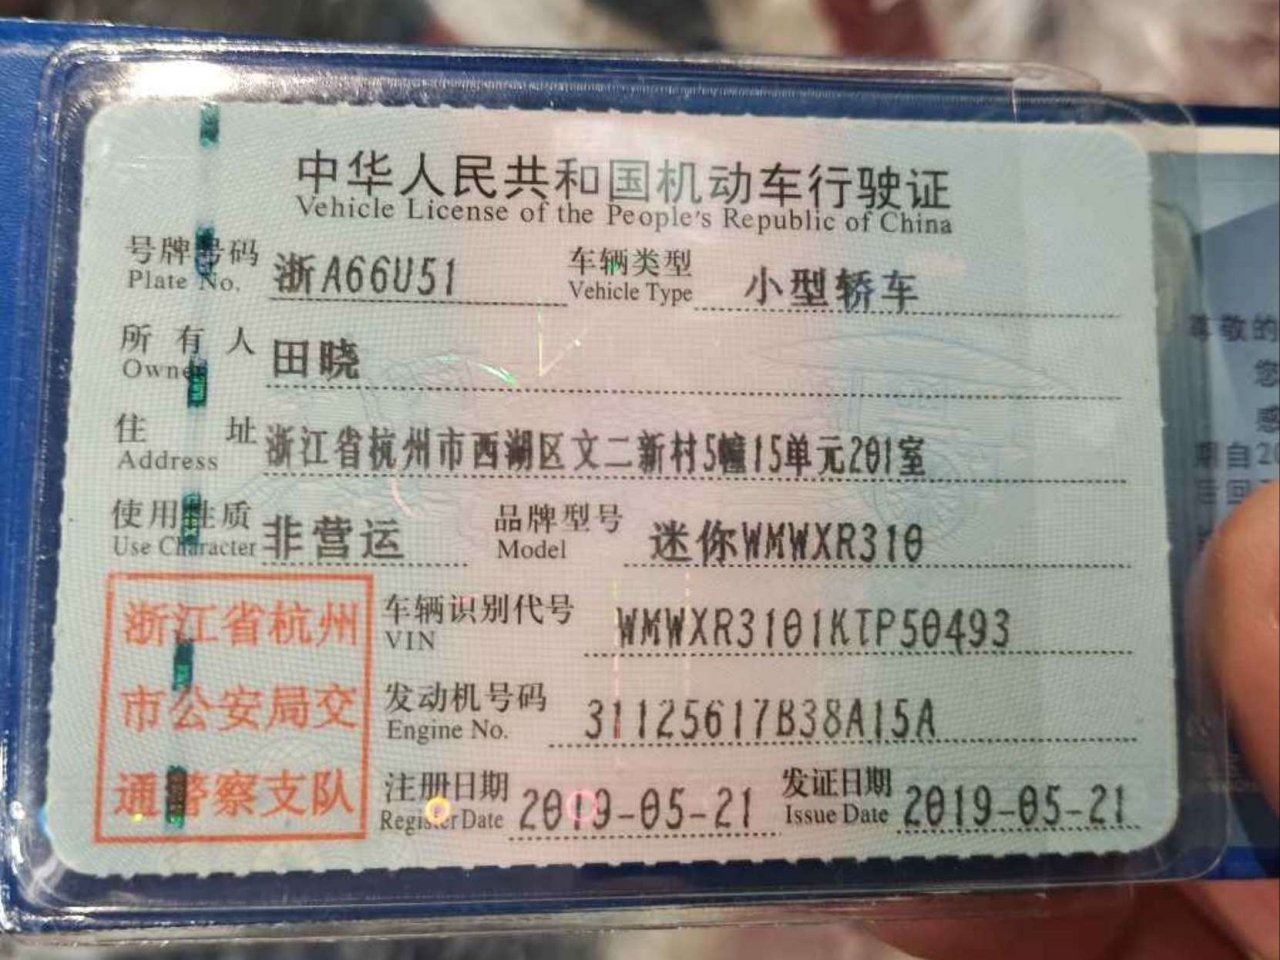 中华人民共和国机动车行驶证
Vehicle License of the People's Republic of China
号牌号码 浙A66U51 车辆类型 小型轿车
Plate No. Vehicle Type
所有人 田晓
Owner
住址 浙江省杭州市西湖区文二新村5幢15单元201室
Address
使用性质 非营运 品牌型号 迷你WMWXR310
Use Character Model
浙江省杭州
市公安局交
通警察支队
车辆识别代号 WMWXR3101KTP50493
VIN
发动机号码 31125617B38A15A
Engine No.
注册日期 2019-05-21 发证日期 2019-05-21
Register Date Issue Date
尊敬的
您
感